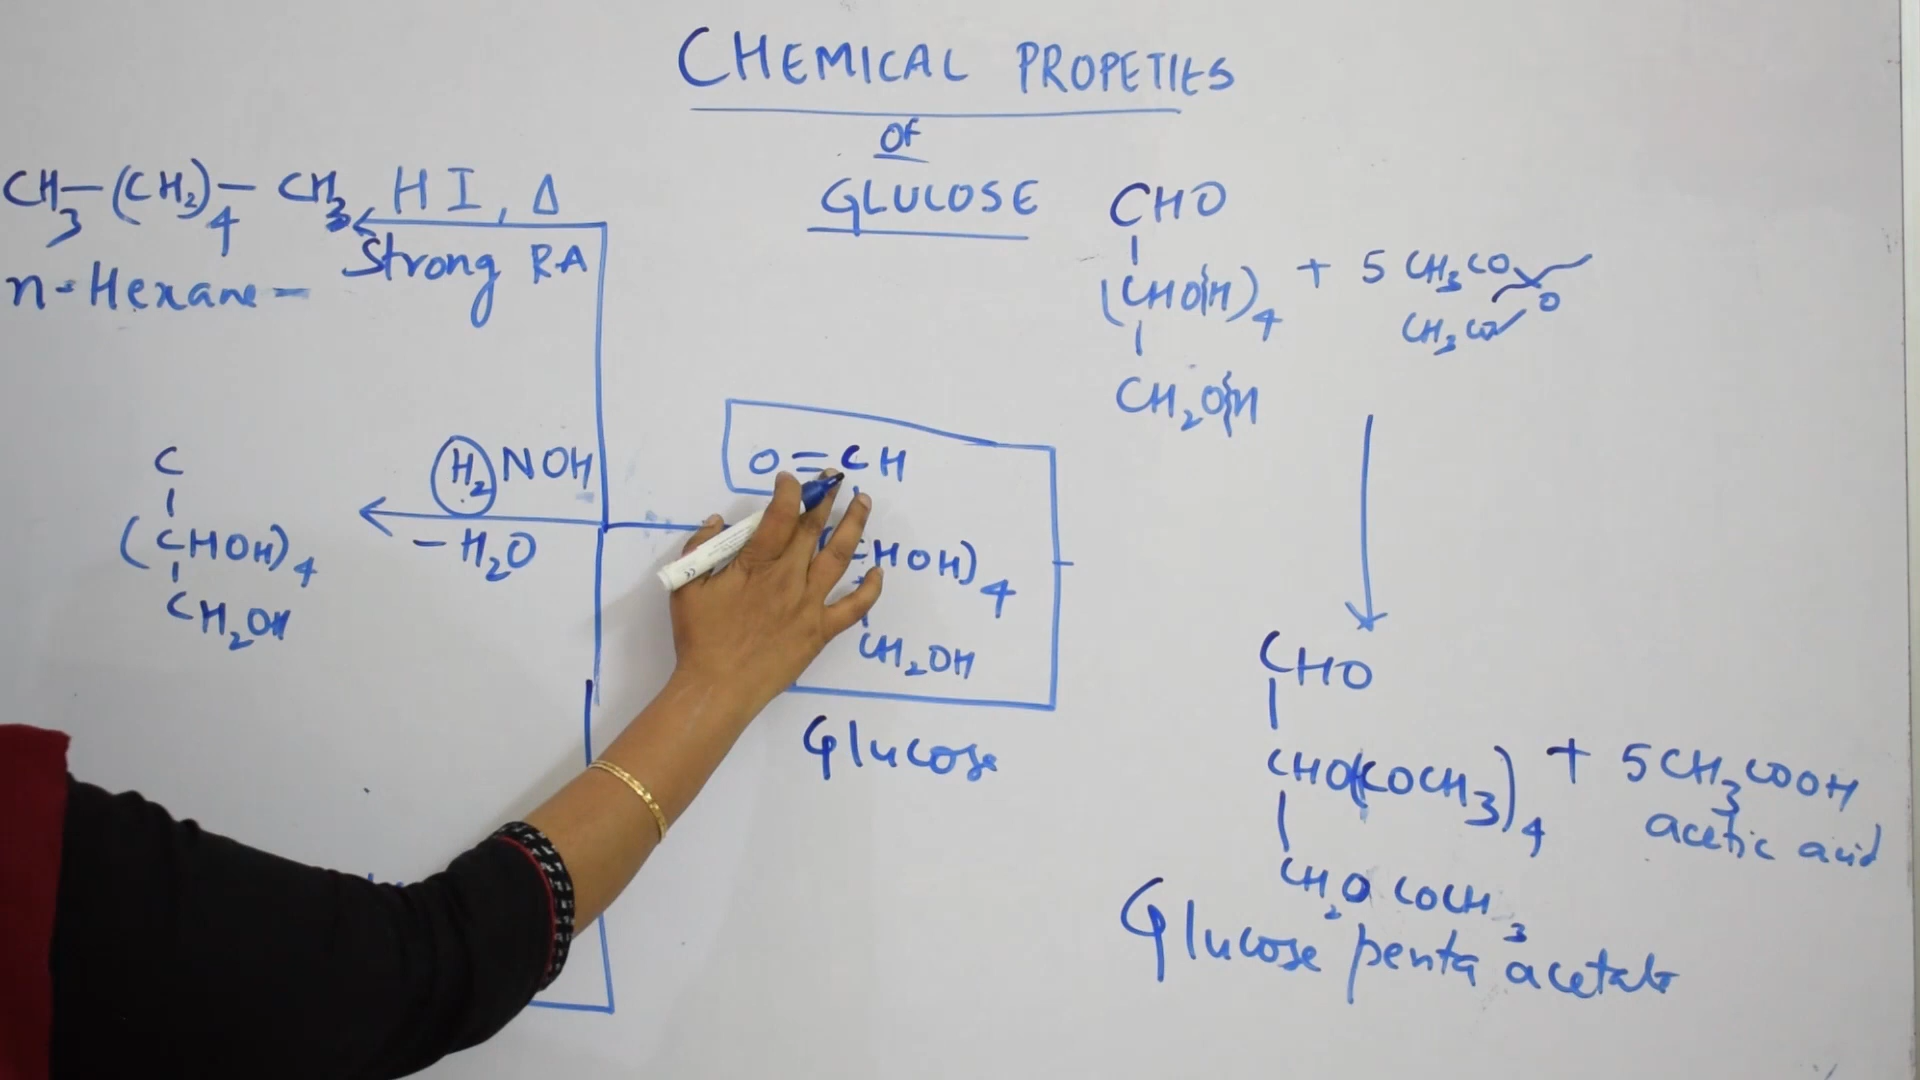 CHEMICAL PROPETIES
OF
GLUCOSE
CH3—(CH2)4— CH3
HI, Δ
Strong RA
n-Hexane-
C
(CHOH)4
CH2OH
H2NOH
-H2O
O=CH
CHOH)4
CH2OH
Glucose
CHO
(CHOH)4 + 5 CH3CO
O
CH3CO
CH2OH
CHO
CHO(COCH3)4 + 5CH3COOH
acetic acid
CH2O COCH3
Glucose penta acetate